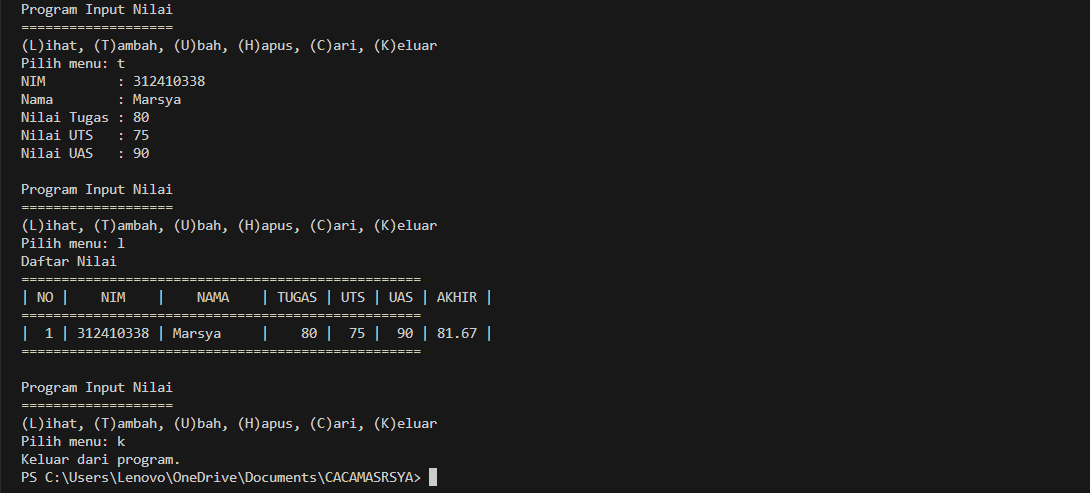 Program Input Nilai
===================
(L)ihat, (T)ambah, (U)bah, (H)apus, (C)ari, (K)eluar
Pilih menu: t
NIM         : 312410338
Nama        : Marsya
Nilai Tugas : 80
Nilai UTS   : 75
Nilai UAS   : 90

Program Input Nilai
===================
(L)ihat, (T)ambah, (U)bah, (H)apus, (C)ari, (K)eluar
Pilih menu: l
Daftar Nilai
==================================================
| NO |    NIM    |    NAMA    | TUGAS | UTS | UAS | AKHIR |
==================================================
|  1 | 312410338 | Marsya     |    80 |  75 |  90 | 81.67 |
==================================================

Program Input Nilai
===================
(L)ihat, (T)ambah, (U)bah, (H)apus, (C)ari, (K)eluar
Pilih menu: k
Keluar dari program.
PS C:\Users\Lenovo\OneDrive\Documents\CACAMASRSYA>